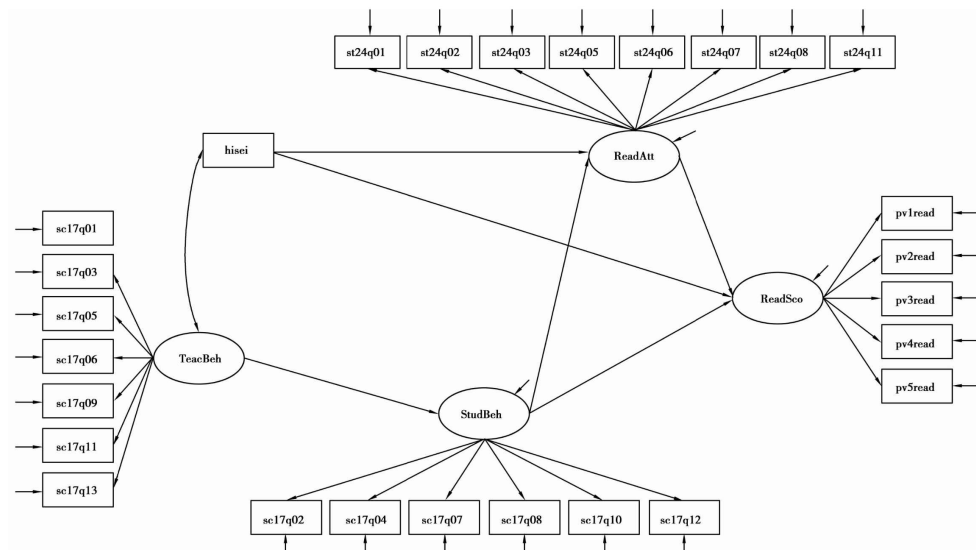 st24q01 st24q02 st24q03 st24q05 st24q06 st24q07 st24q08 st24q11
hisei
ReadAtt
sc17q01
sc17q03
sc17q05
sc17q06
sc17q09
sc17q11
sc17q13
TeacBeh
StudBeh
ReadSco
pv1read
pv2read
pv3read
pv4read
pv5read
sc17q02 sc17q04 sc17q07 sc17q08 sc17q10 sc17q12